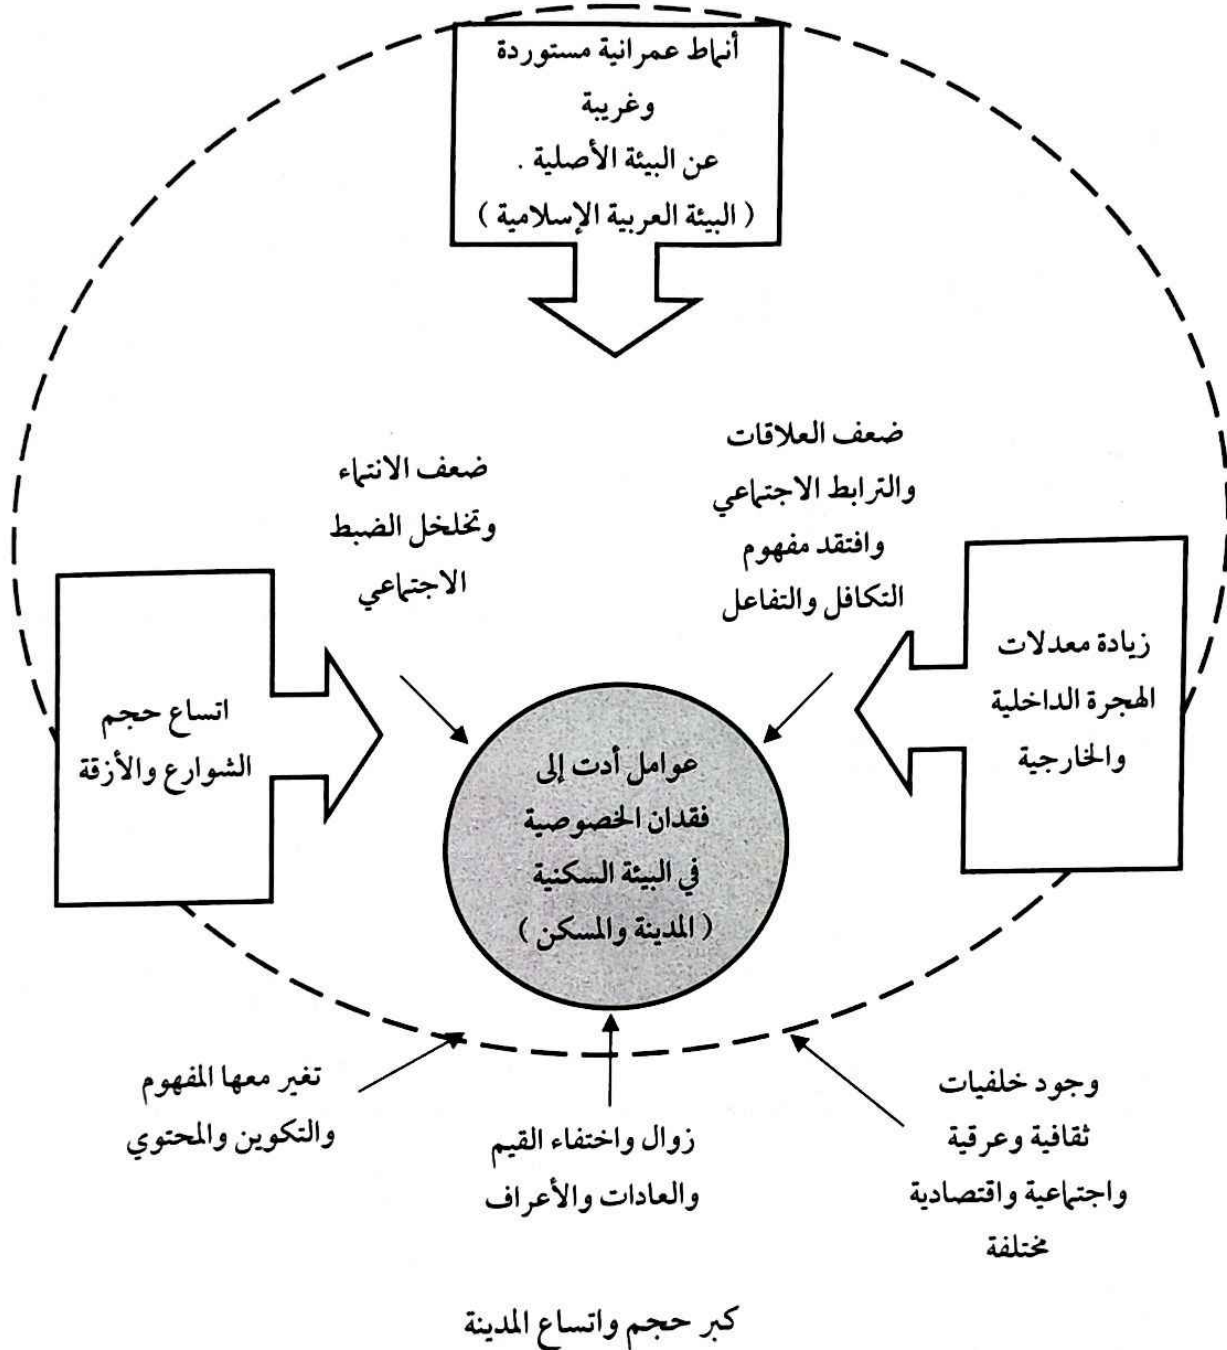 أنماط عمرانية مستوردة
وغريبة
عن البيئة الأصلية .
( البيئة العربية الإسلامية )
ضعف العلاقات
والترابط الاجتماعي
وافتقد مفهوم
التكافل والتفاعل
ضعف الانتماء
وتخلخل الضبط
الاجتماعي
زيادة معدلات
الهجرة الداخلية
والخارجية
اتساع حجم
الشوارع والأزقة
عوامل أدت إلى
فقدان الخصوصية
في البيئة السكنية
( المدينة والمسكن )
وجود خلفيات
ثقافية وعرقية
واجتماعية واقتصادية
مختلفة
زوال واختفاء القيم
والعادات والأعراف
تغير معها المفهوم
والتكوين والمحتوي
كبر حجم واتساع المدينة